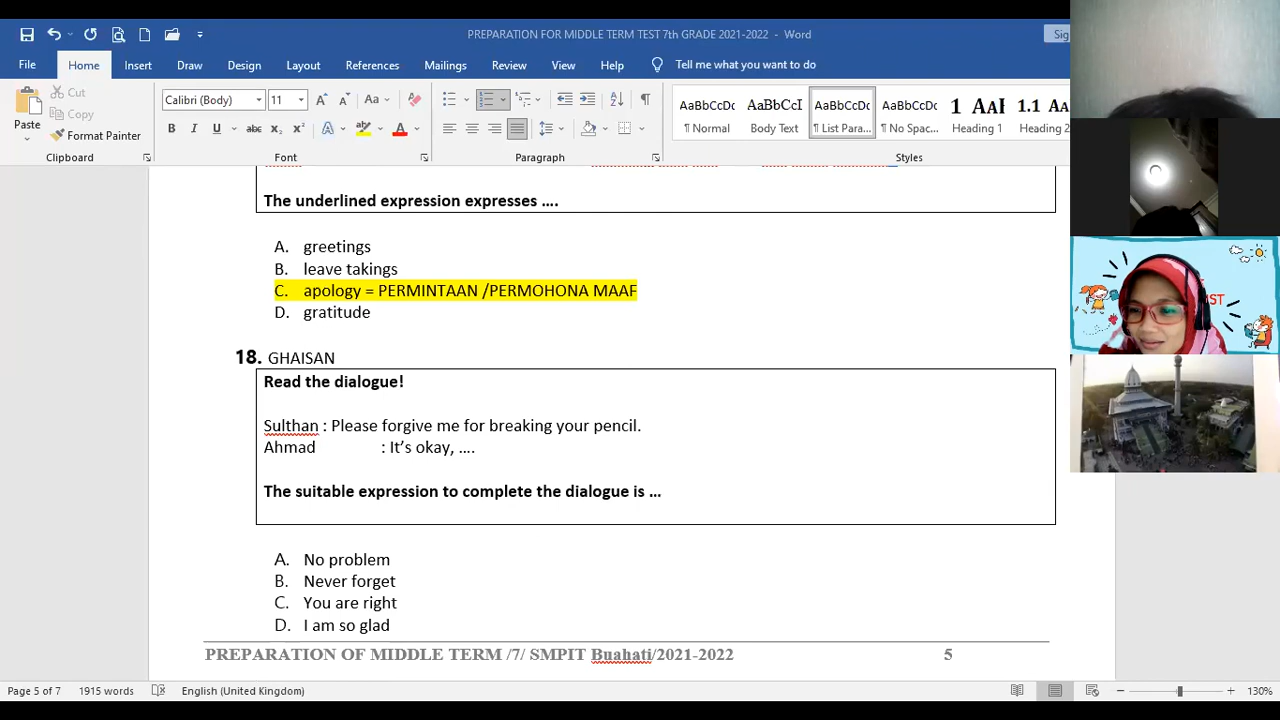 PREPARATION FOR MIDDLE TERM TEST 7th GRADE 2021-2022 - Word
File Home Insert Draw Design Layout References Mailings Review View Help Tell me what you want to do
Paste
Cut
Copy
Format Painter
Clipboard
Calibri (Body) 11
Font
Paragraph
AaBbCcDc AaBbCcI AaBbCcDc AaBbCcDc 1 AaI 1.1 AaB
¶ Normal Body Text ¶ List Para... ¶ No Spac... Heading 1 Heading 2
Styles
The underlined expression expresses ....
A. greetings
B. leave takings
C. apology = PERMINTAAN /PERMOHONA MAAF
D. gratitude
18. GHAISAN
Read the dialogue!
Sulthan : Please forgive me for breaking your pencil.
Ahmad : It’s okay, ....
The suitable expression to complete the dialogue is ...
A. No problem
B. Never forget
C. You are right
D. I am so glad
PREPARATION OF MIDDLE TERM /7/ SMPIT Buahati/2021-2022 5
Page 5 of 7 1915 words English (United Kingdom) 130%